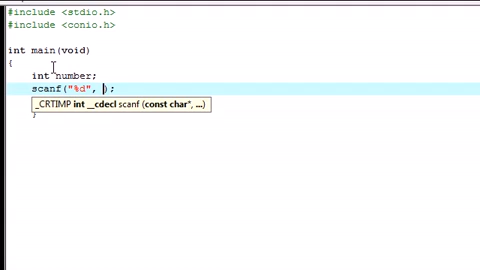 #include <stdio.h>
#include <conio.h>
int main(void)
{
int number;
scanf("%d", );
_CRTIMP int __cdecl scanf (const char*, ...)
}